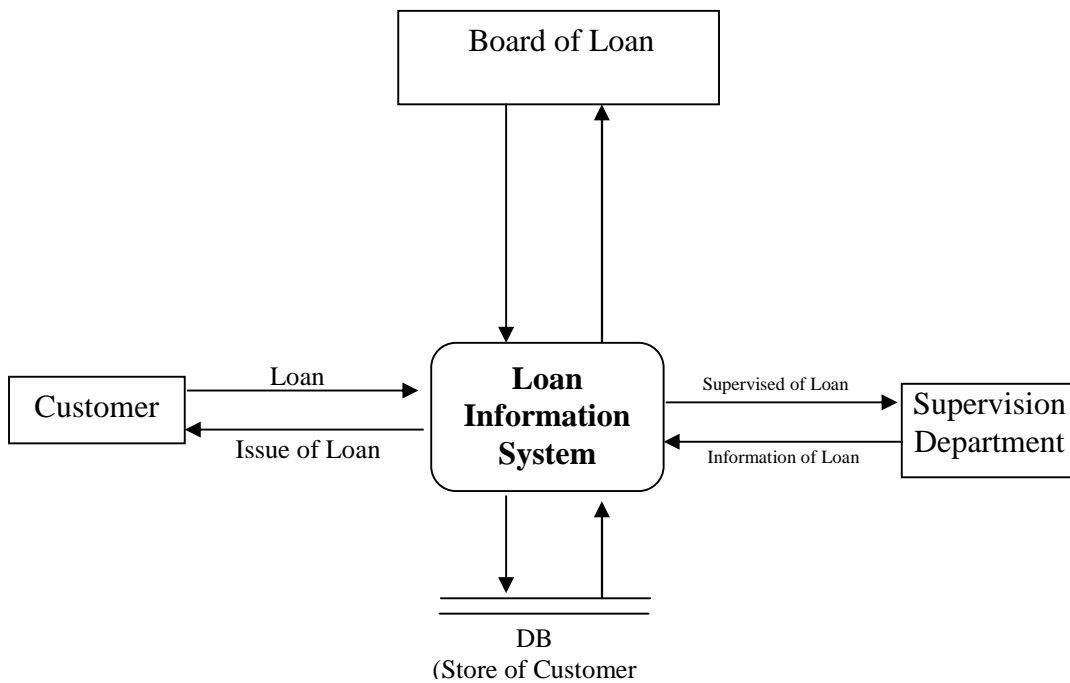 Board of Loan
Loan
Issue of Loan
Customer
Loan
Information
System
Supervised of Loan
Information of Loan
Supervision
Department
DB
(Store of Customer